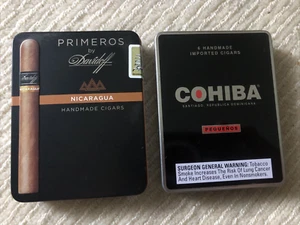 PRIMEROS
by
Davidoff
NICARAGUA
HANDMADE CIGARS
6 HANDMADE
IMPORTED CIGARS
COHIBA
SANTIAGO, REPUBLICA DOMINICANA
PEQUEÑOS
SURGEON GENERAL WARNING: Tobacco
Smoke Increases The Risk Of Lung Cancer
And Heart Disease, Even In Nonsmokers.